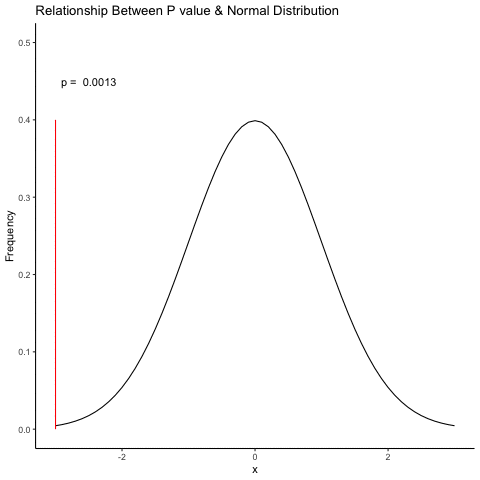 Relationship Between P value & Normal Distribution
0.5
p =  0.0013
0.4
0.3
Frequency
0.2
0.1
0.0
-2
0
2
x